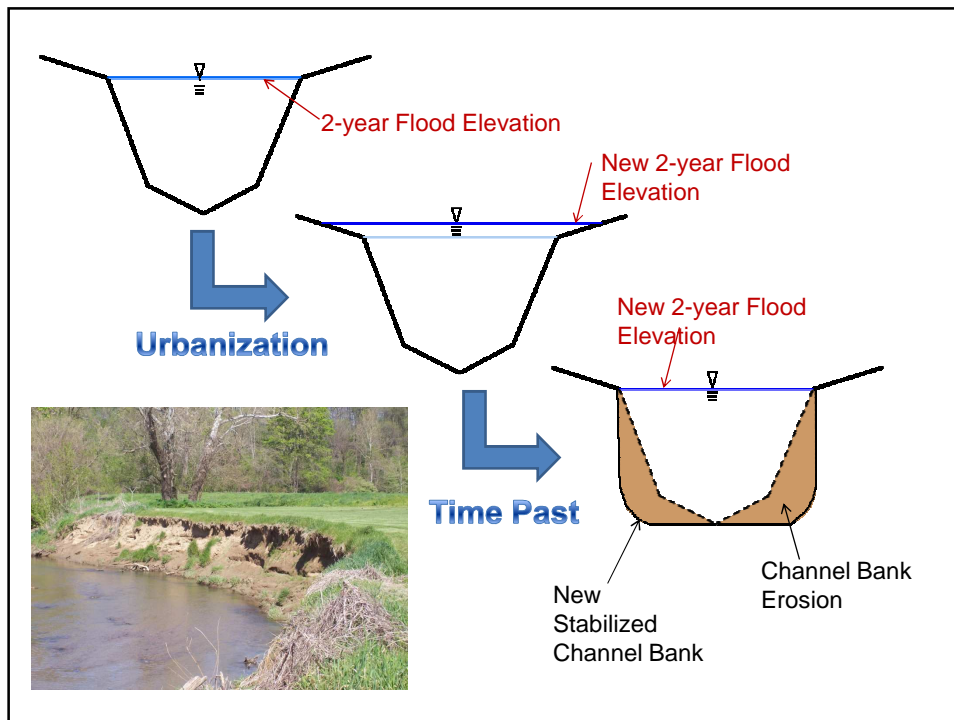 2-year Flood Elevation
New 2-year Flood
Elevation
Urbanization
New 2-year Flood
Elevation
Time Past
New
Stabilized
Channel Bank
Channel Bank
Erosion